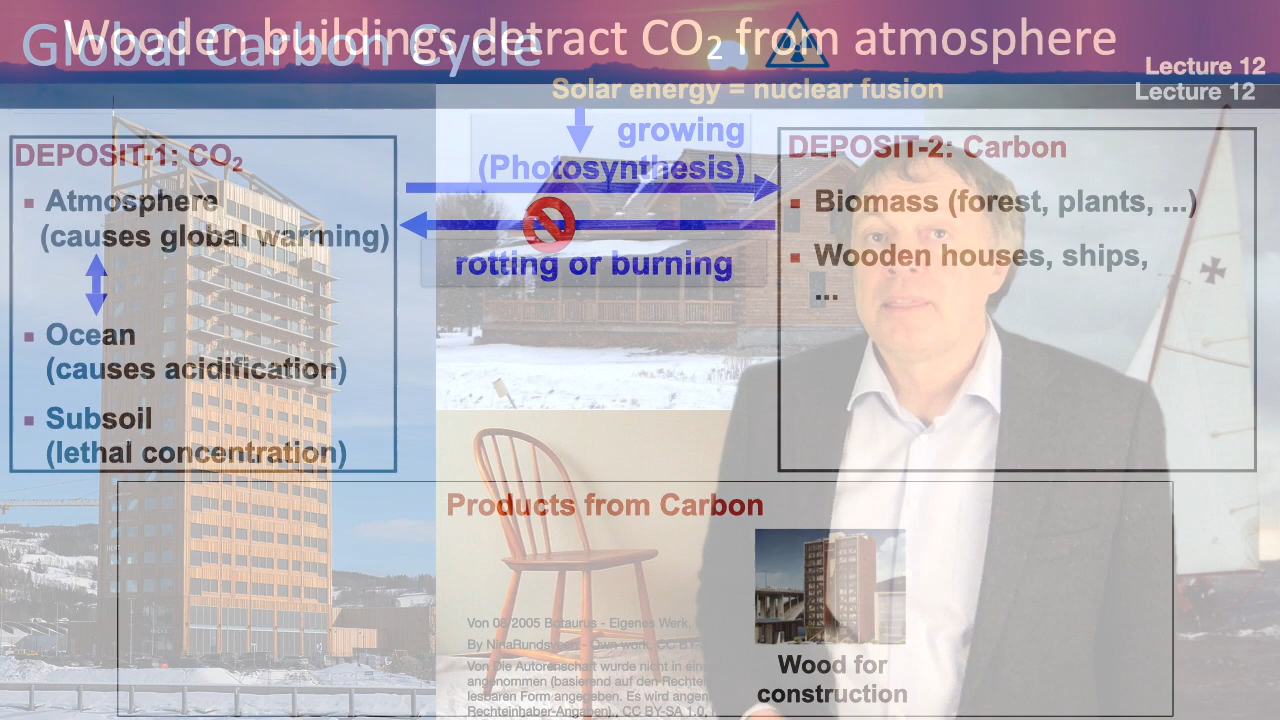 Global Carbon Cycle
Wooden buildings detract CO₂ from atmosphere
Lecture 12
Lecture 12
Solar energy = nuclear fusion
growing
(Photosynthesis)
rotting or burning
DEPOSIT-1: CO₂
▪ Atmosphere
(causes global warming)
▪ Ocean
(causes acidification)
▪ Subsoil
(lethal concentration)
DEPOSIT-2: Carbon
▪ Biomass (forest, plants, ...)
▪ Wooden houses, ships,
...
Products from Carbon
Wood for
construction
Von 08/2005 Botaurus - Eigenes Werk,
By - Own work, CC BY-
Von Die Autorenschaft wurde nicht in
angenommen (basierend auf den
lesbaren Form angegeben. Es wird
Rechteinhaber-Angaben)., CC BY-SA 1.0,